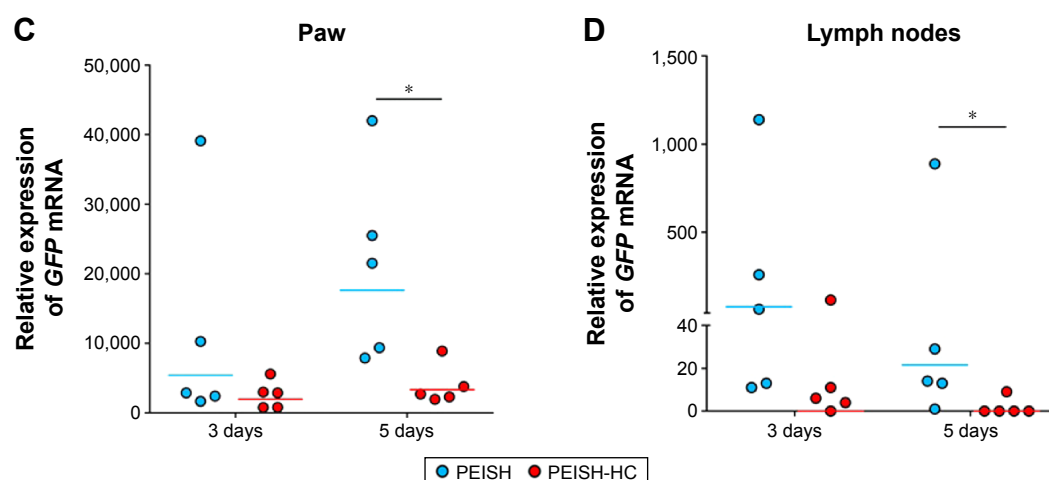 C
Paw
Relative expression
of GFP mRNA
50,000
40,000
30,000
20,000
10,000
0
*
3 days
5 days
D
Lymph nodes
Relative expression
of GFP mRNA
1,500
1,000
500
40
20
0
*
3 days
5 days
PEISH PEISH-HC